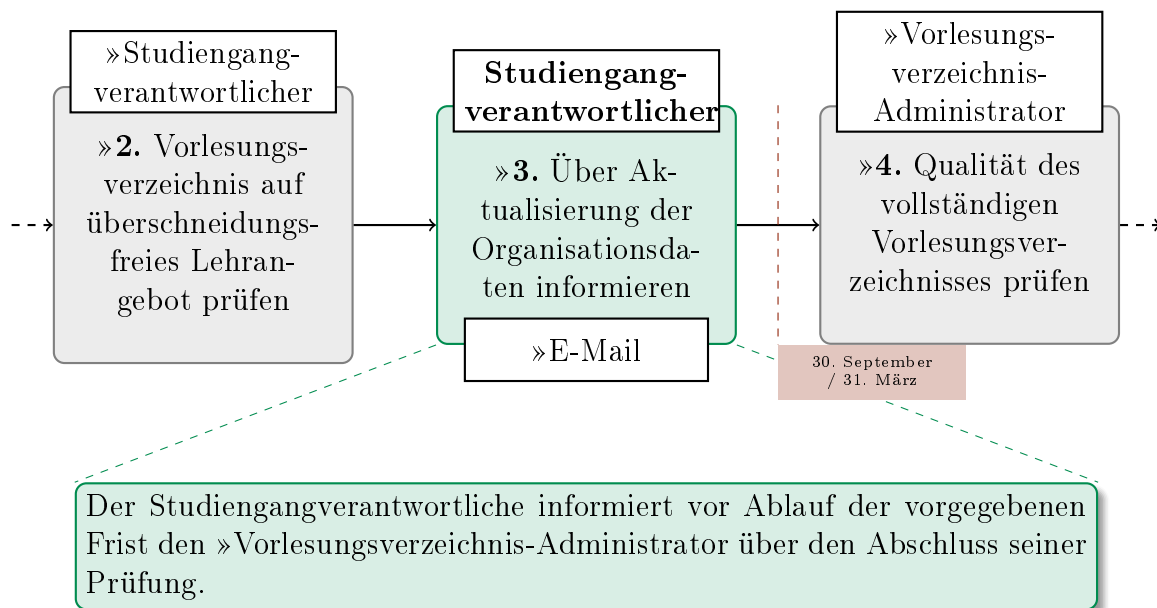 »Studiengang-
verantwortlicher
»2. Vorlesungs-
verzeichnis auf
überschneidungs-
freies Lehran-
gebot prüfen
Studiengang-
verantwortlicher
»3. Über Ak-
tualisierung der
Organisationsda-
ten informieren
»E-Mail
»Vorlesungs-
verzeichnis-
Administrator
»4. Qualität des
vollständigen
Vorlesungsver-
zeichnisses prüfen
30. September
/ 31. März
Der Studiengangverantwortliche informiert vor Ablauf der vorgegebenen
Frist den »Vorlesungsverzeichnis-Administrator über den Abschluss seiner
Prüfung.